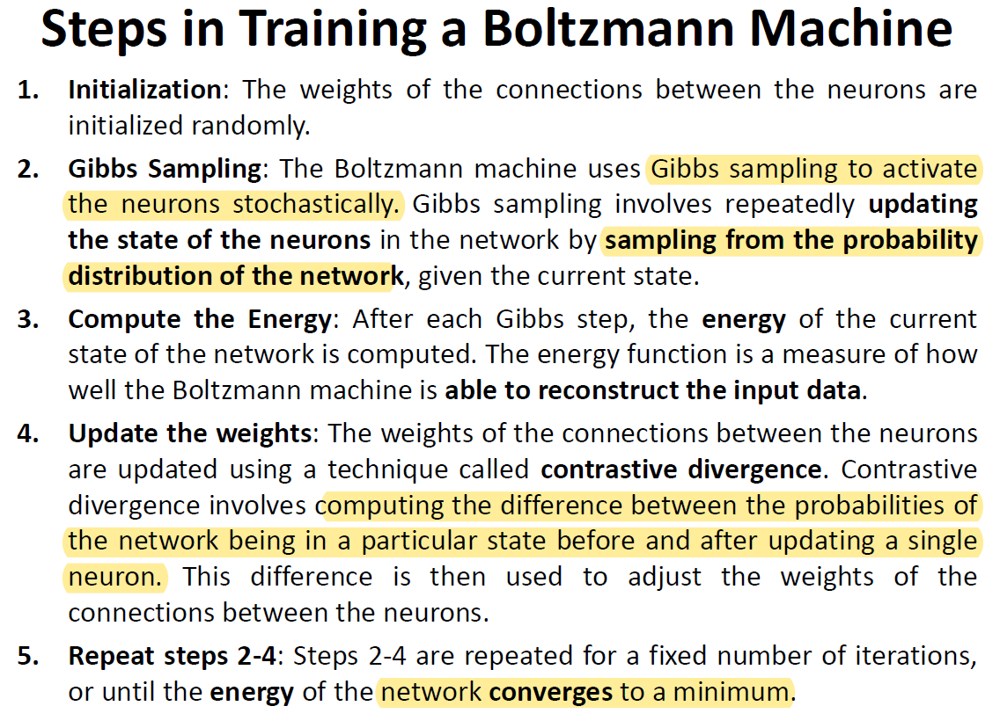 Steps in Training a Boltzmann Machine
1. Initialization: The weights of the connections between the neurons are
initialized randomly.
2. Gibbs Sampling: The Boltzmann machine uses Gibbs sampling to activate
the neurons stochastically. Gibbs sampling involves repeatedly updating
the state of the neurons in the network by sampling from the probability
distribution of the network, given the current state.
3. Compute the Energy: After each Gibbs step, the energy of the current
state of the network is computed. The energy function is a measure of how
well the Boltzmann machine is able to reconstruct the input data.
4. Update the weights: The weights of the connections between the neurons
are updated using a technique called contrastive divergence. Contrastive
divergence involves computing the difference between the probabilities of
the network being in a particular state before and after updating a single
neuron. This difference is then used to adjust the weights of the
connections between the neurons.
5. Repeat steps 2-4: Steps 2-4 are repeated for a fixed number of iterations,
or until the energy of the network converges to a minimum.